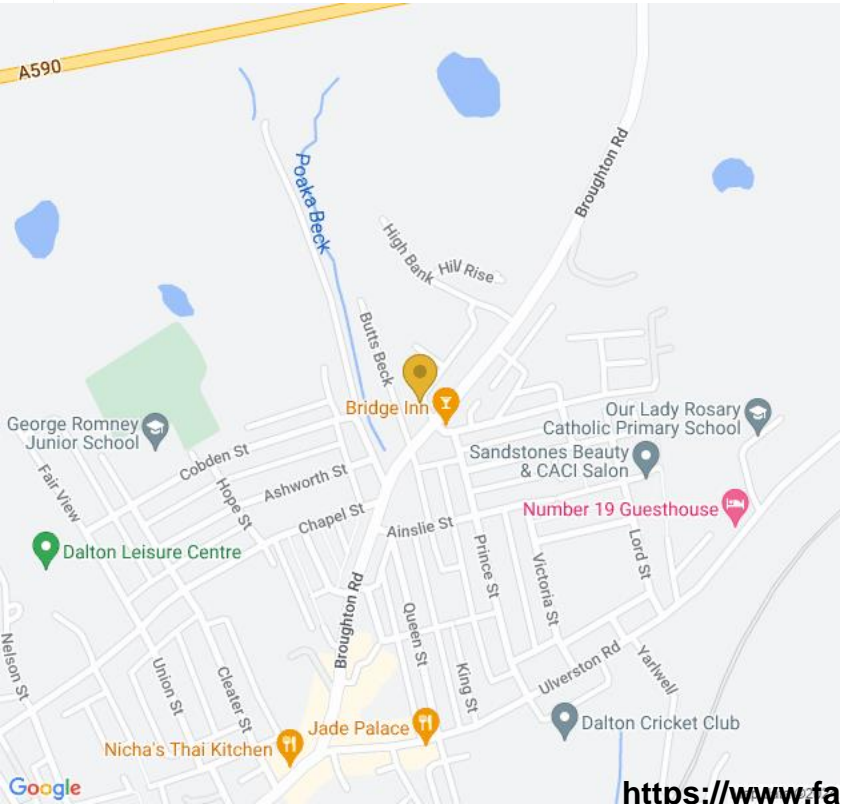 A590
Poaka Beck
Broughton Rd
High Bank
Hill Rise
Butts Beck
Bridge Inn
George Romney
Junior School
Our Lady Rosary
Catholic Primary School
Cobden St
Sandstones Beauty
& CACI Salon
Fair View
Hope St
Ashworth St
Number 19 Guesthouse
Chapel St
Ainslie St
Dalton Leisure Centre
Prince St
Victoria St
Lord St
Broughton Rd
Queen St
Nelson St
Union St
Cleater St
King St
Ulverston Rd
Yarlwell
Jade Palace
Dalton Cricket Club
Nicha's Thai Kitchen
Google
https://www.fa